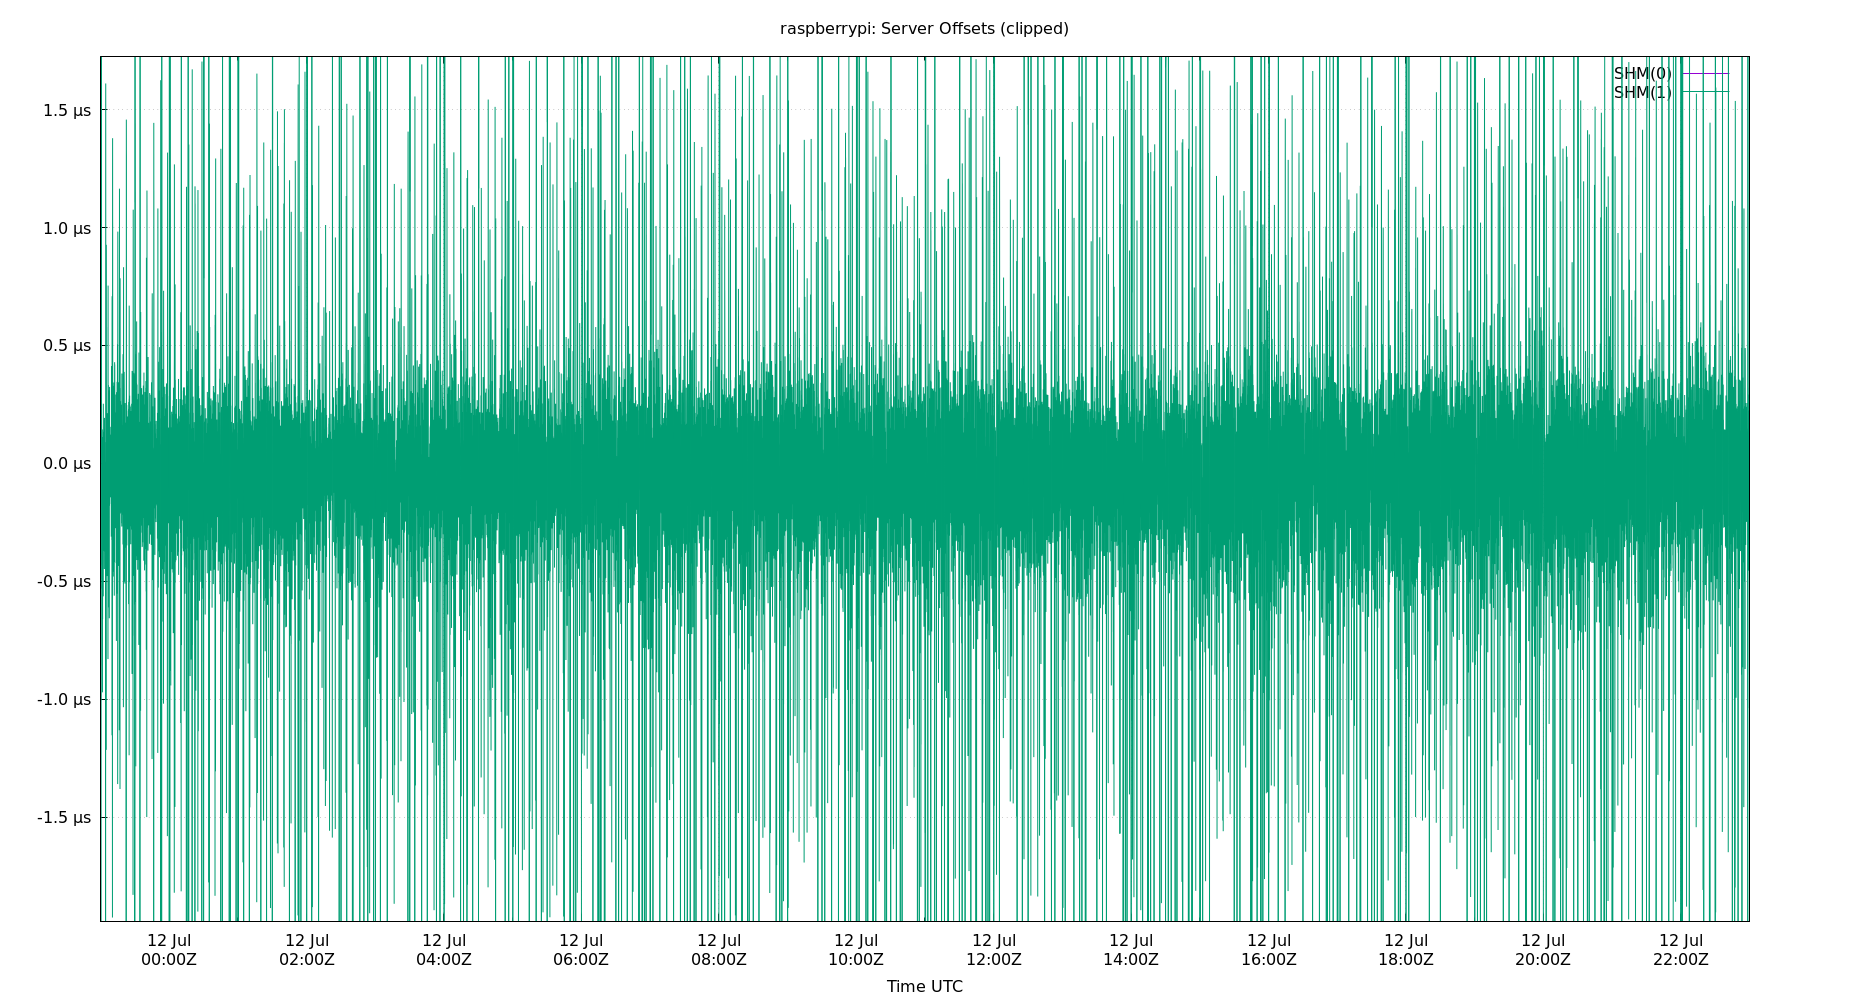 raspberrypi: Server Offsets (clipped)
SHM(0)
SHM(1)
1.5 µs
1.0 µs
0.5 µs
0.0 µs
-0.5 µs
-1.0 µs
-1.5 µs
12 Jul 12 Jul 12 Jul 12 Jul 12 Jul 12 Jul 12 Jul 12 Jul 12 Jul 12 Jul 12 Jul 12 Jul
00:00Z 02:00Z 04:00Z 06:00Z 08:00Z 10:00Z 12:00Z 14:00Z 16:00Z 18:00Z 20:00Z 22:00Z
Time UTC